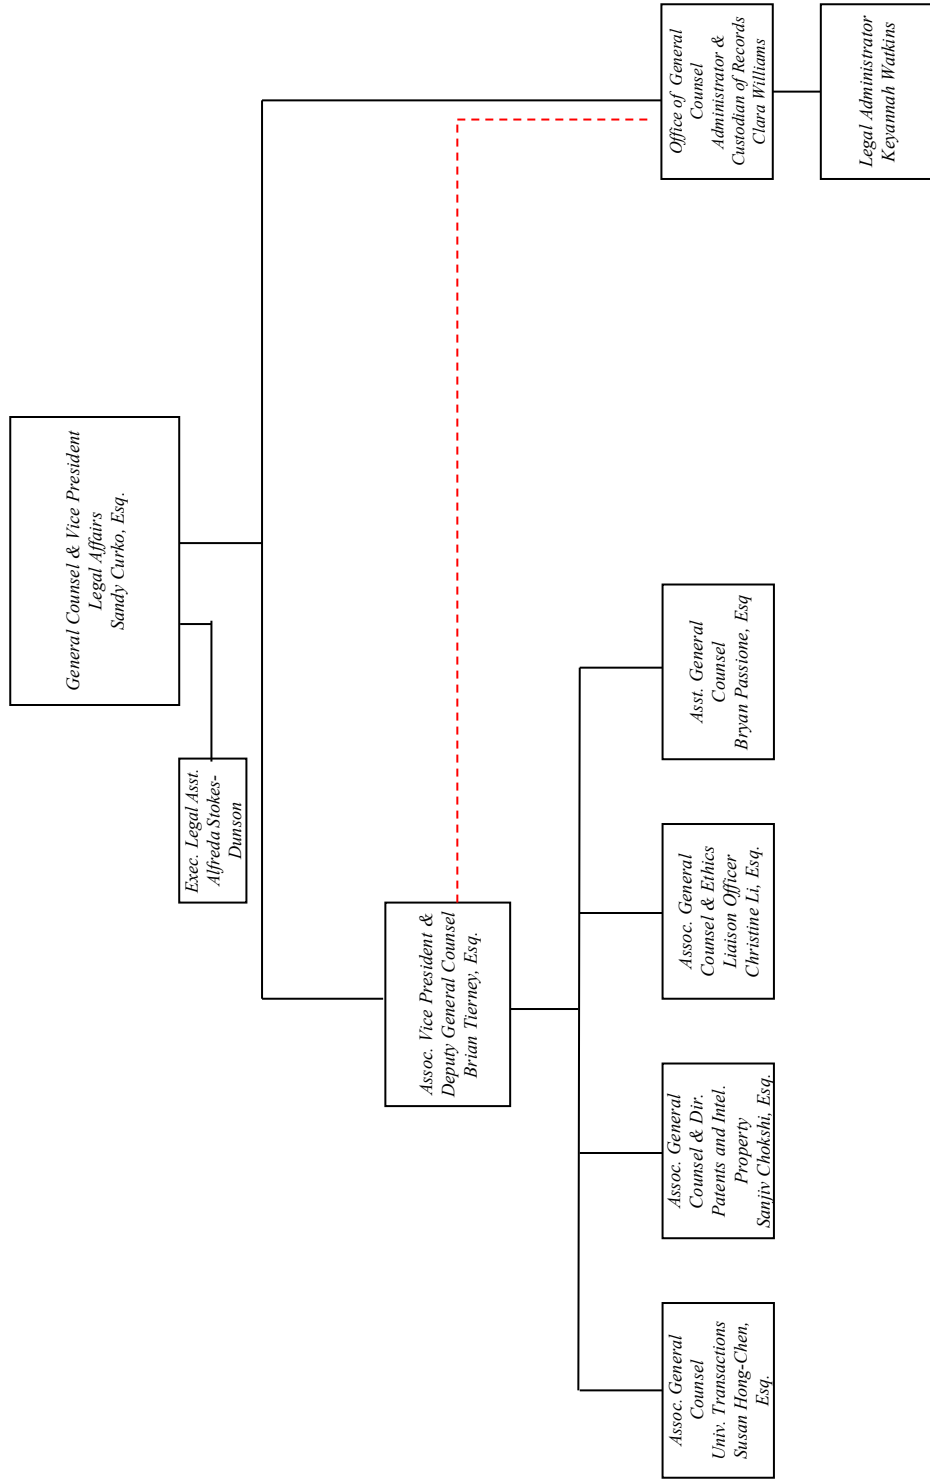 General Counsel & Vice President
Legal Affairs
Sandy Curko, Esq.
Exec. Legal Asst.
Alfreda Stokes-
Dunson
Assoc. Vice President &
Deputy General Counsel
Brian Tierney, Esq.
Assoc. General
Counsel
Univ. Transactions
Susan Hong-Chen,
Esq.
Assoc. General
Counsel & Dir.
Patents and Intel.
Property
Sanjiv Chokshi, Esq.
Assoc. General
Counsel & Ethics
Liaison Officer
Christine Li, Esq.
Asst. General
Counsel
Bryan Passione, Esq
Office of General
Counsel
Administrator &
Custodian of Records
Clara Williams
Legal Administrator
Keyannah Watkins